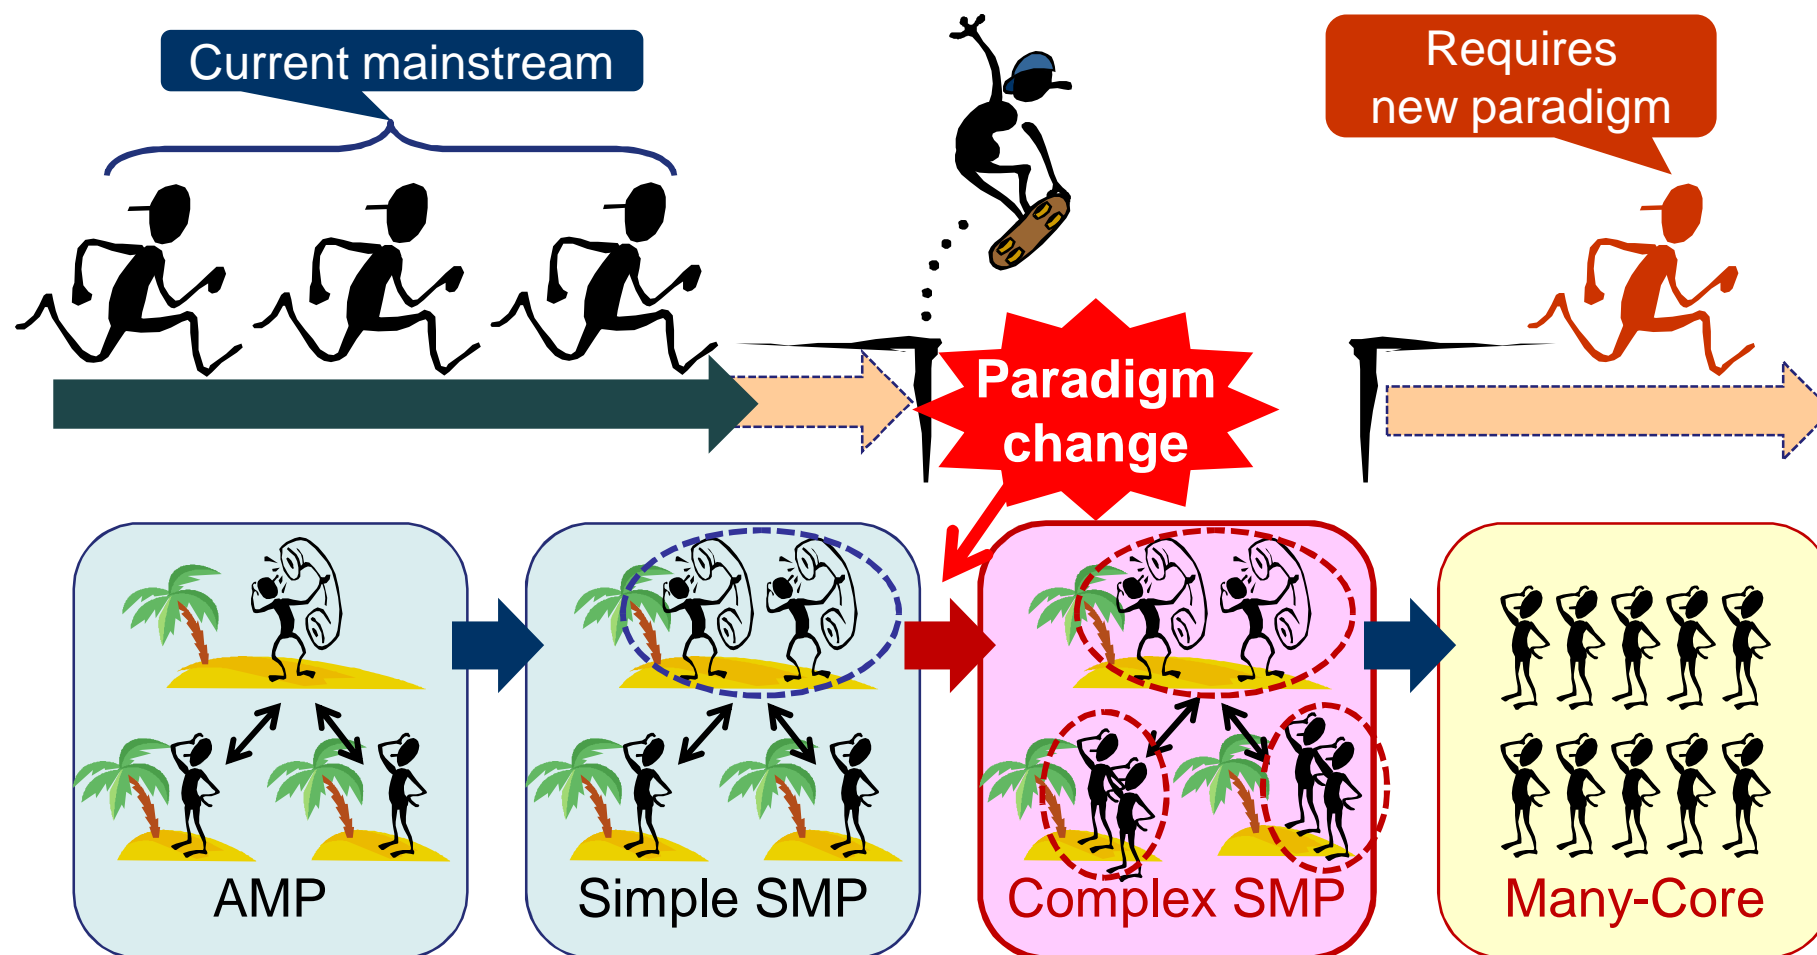 Current mainstream
Requires
new paradigm
Paradigm
change
AMP
Simple SMP
Complex SMP
Many-Core